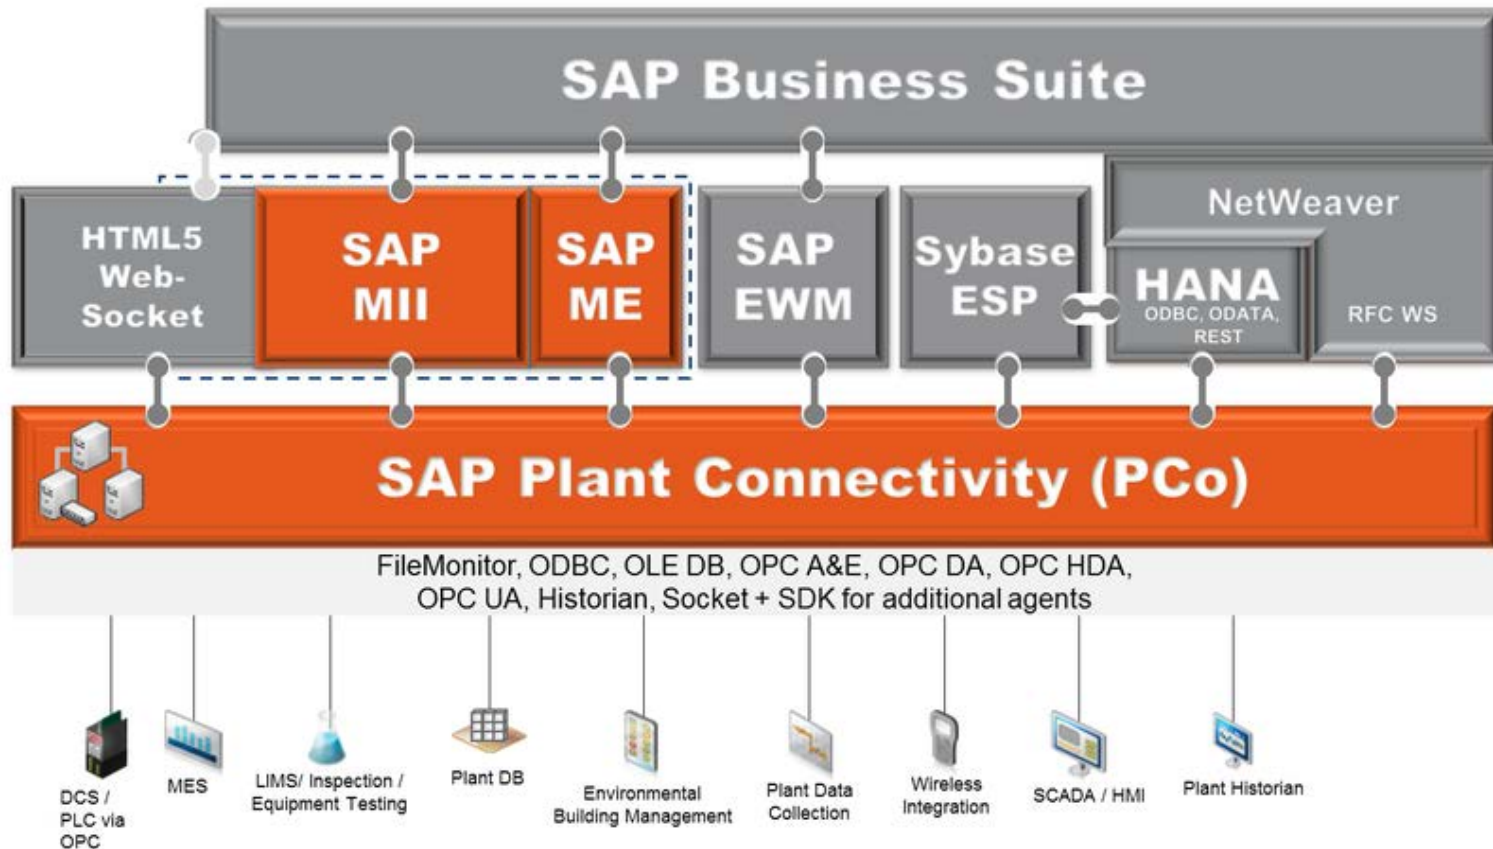 SAP Business Suite
HTML5
Web-
Socket
SAP
MII
SAP
ME
SAP
EWM
Sybase
ESP
NetWeaver
HANA
ODBC, ODATA,
REST
RFC WS
SAP Plant Connectivity (PCo)
FileMonitor, ODBC, OLE DB, OPC A&E, OPC DA, OPC HDA,
OPC UA, Historian, Socket + SDK for additional agents
DCS /
PLC via
OPC
MES
LIMS/ Inspection /
Equipment Testing
Plant DB
Environmental
Building Management
Plant Data
Collection
Wireless
Integration
SCADA / HMI
Plant Historian